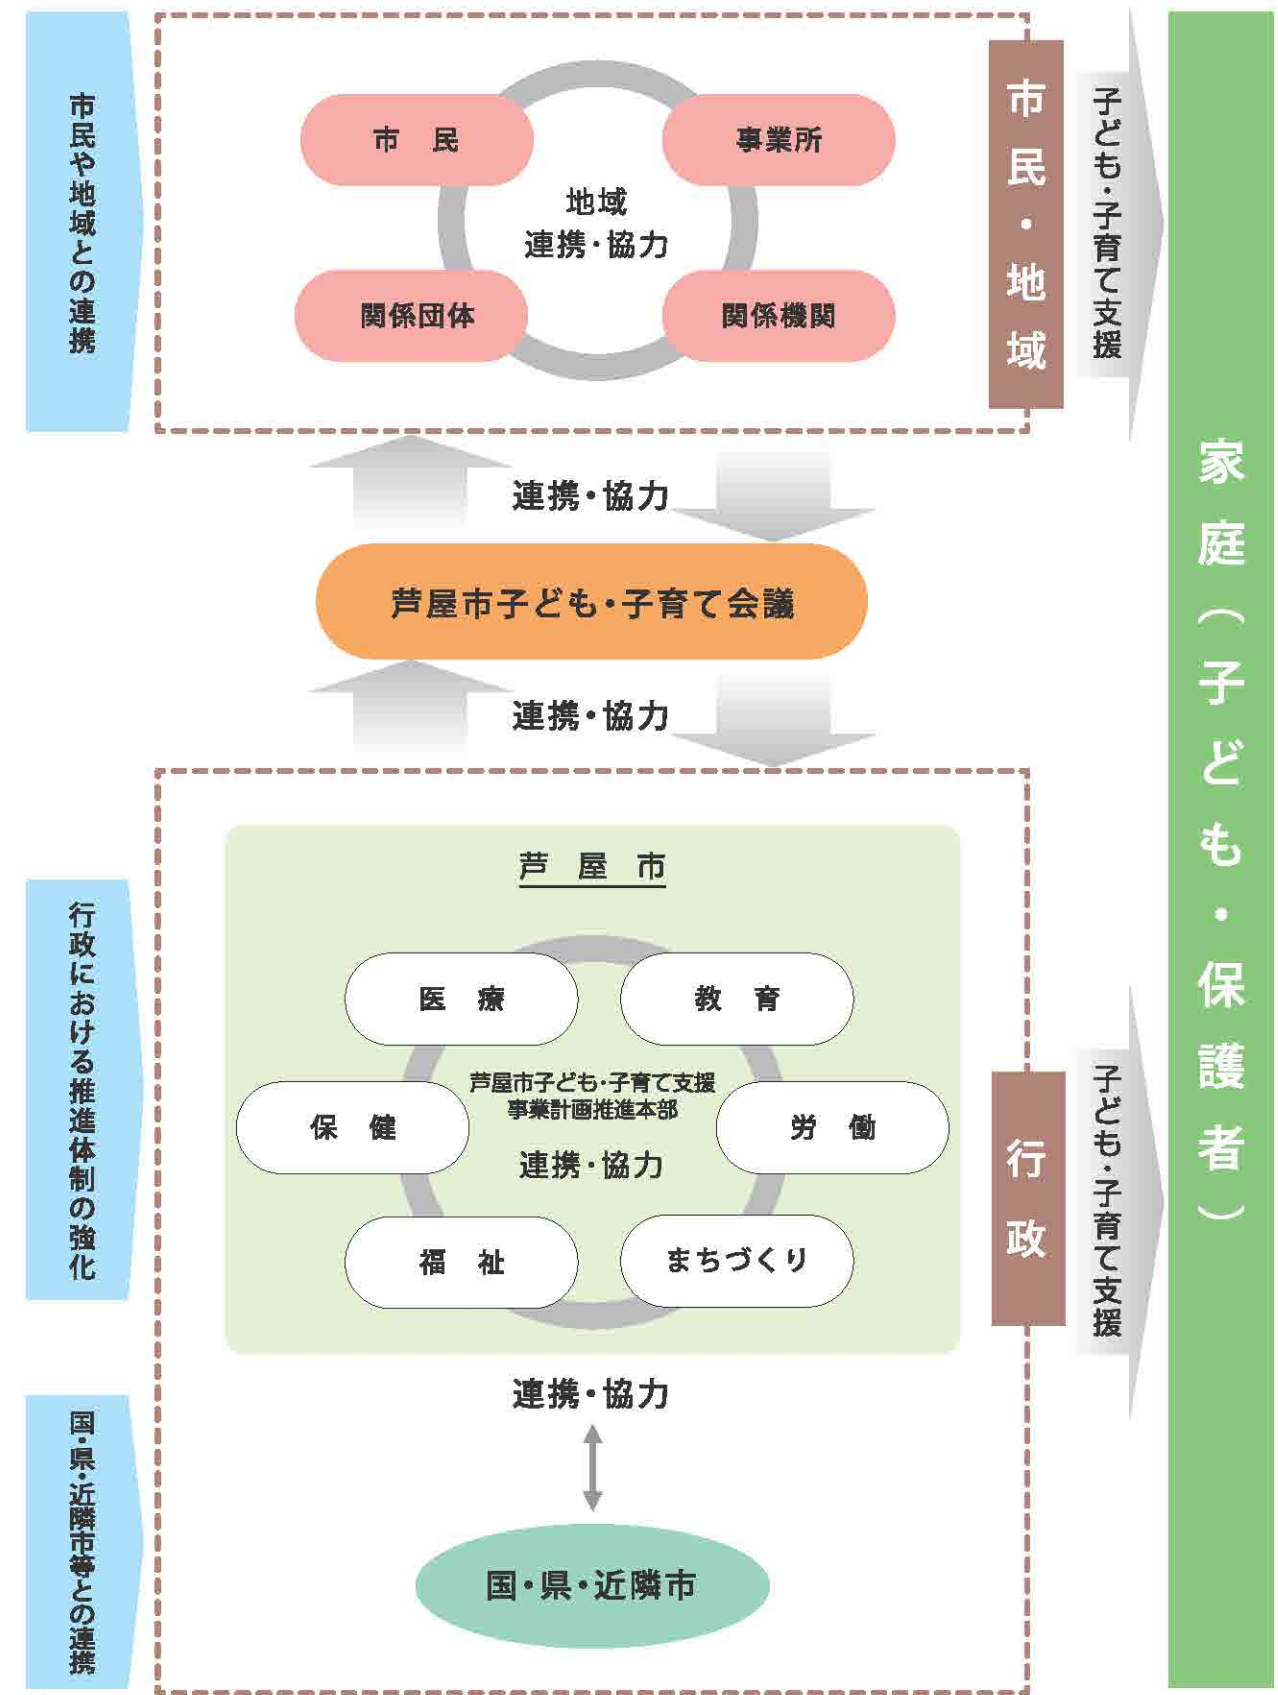 市民や地域との連携
市　民
事業所
地域
連携・協力
関係団体
関係機関
市民・地域
子ども・子育て支援
連携・協力
芦屋市子ども・子育て会議
連携・協力
家庭（子ども・保護者）
行政における推進体制の強化
芦　屋　市
医　療
教　育
芦屋市子ども・子育て支援
事業計画推進本部
連携・協力
保　健
労　働
福　祉
まちづくり
行政
子ども・子育て支援
連携・協力
国・県・近隣市等との連携
国・県・近隣市